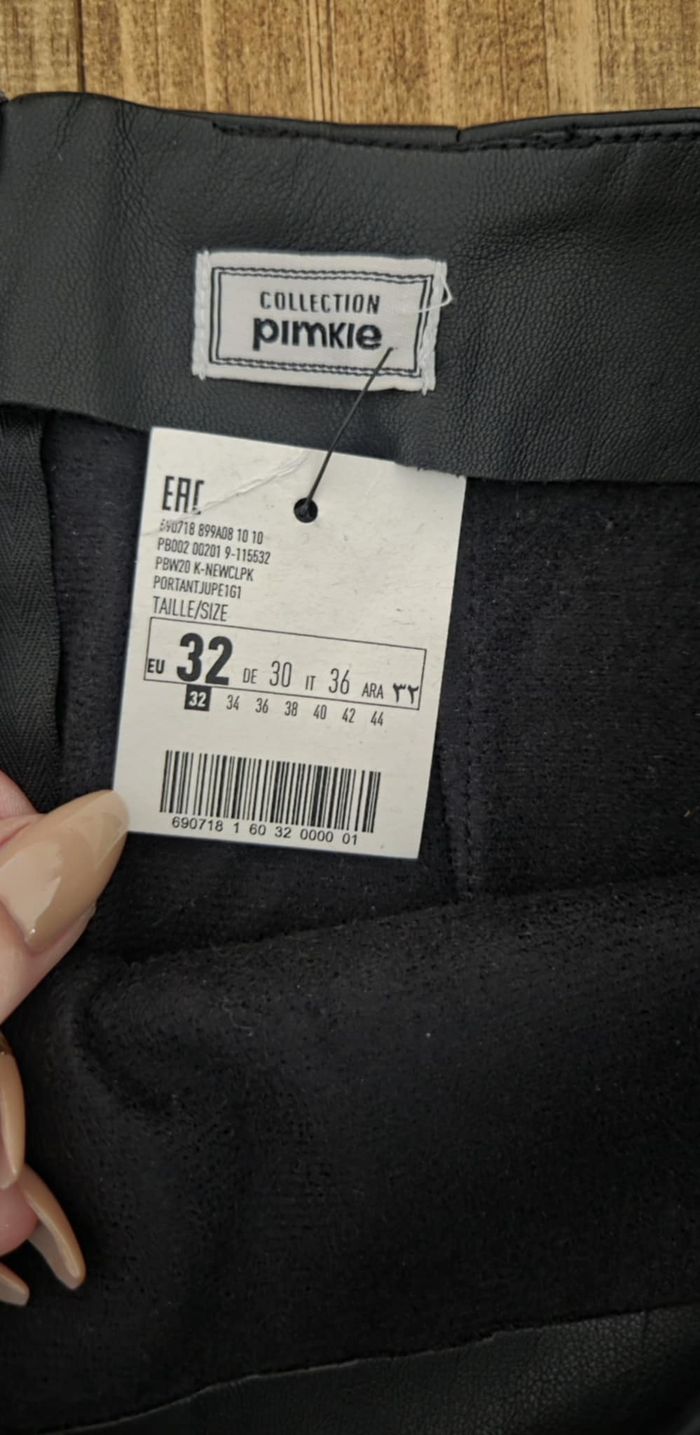 COLLECTION
pimkie
EAC
690718 899A08 10 10
PB002 00201 9-115532
PBW20 K-NEWCLPK
PORTANTJUPE1G1
TAILLE/SIZE
EU 32 DE 30 IT 36 ARA ٣٢
32 34 36 38 40 42 44
690718 1 60 32 0000 01